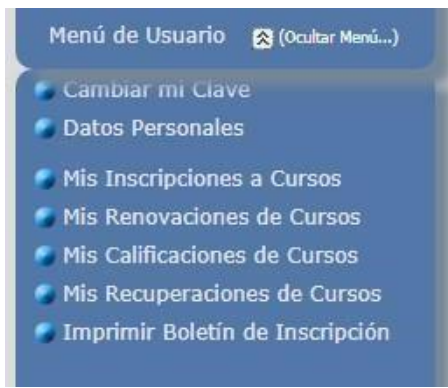 Menú de Usuario (Ocultar Menú...)
Cambiar mi Clave
Datos Personales
Mis Inscripciones a Cursos
Mis Renovaciones de Cursos
Mis Calificaciones de Cursos
Mis Recuperaciones de Cursos
Imprimir Boletín de Inscripción